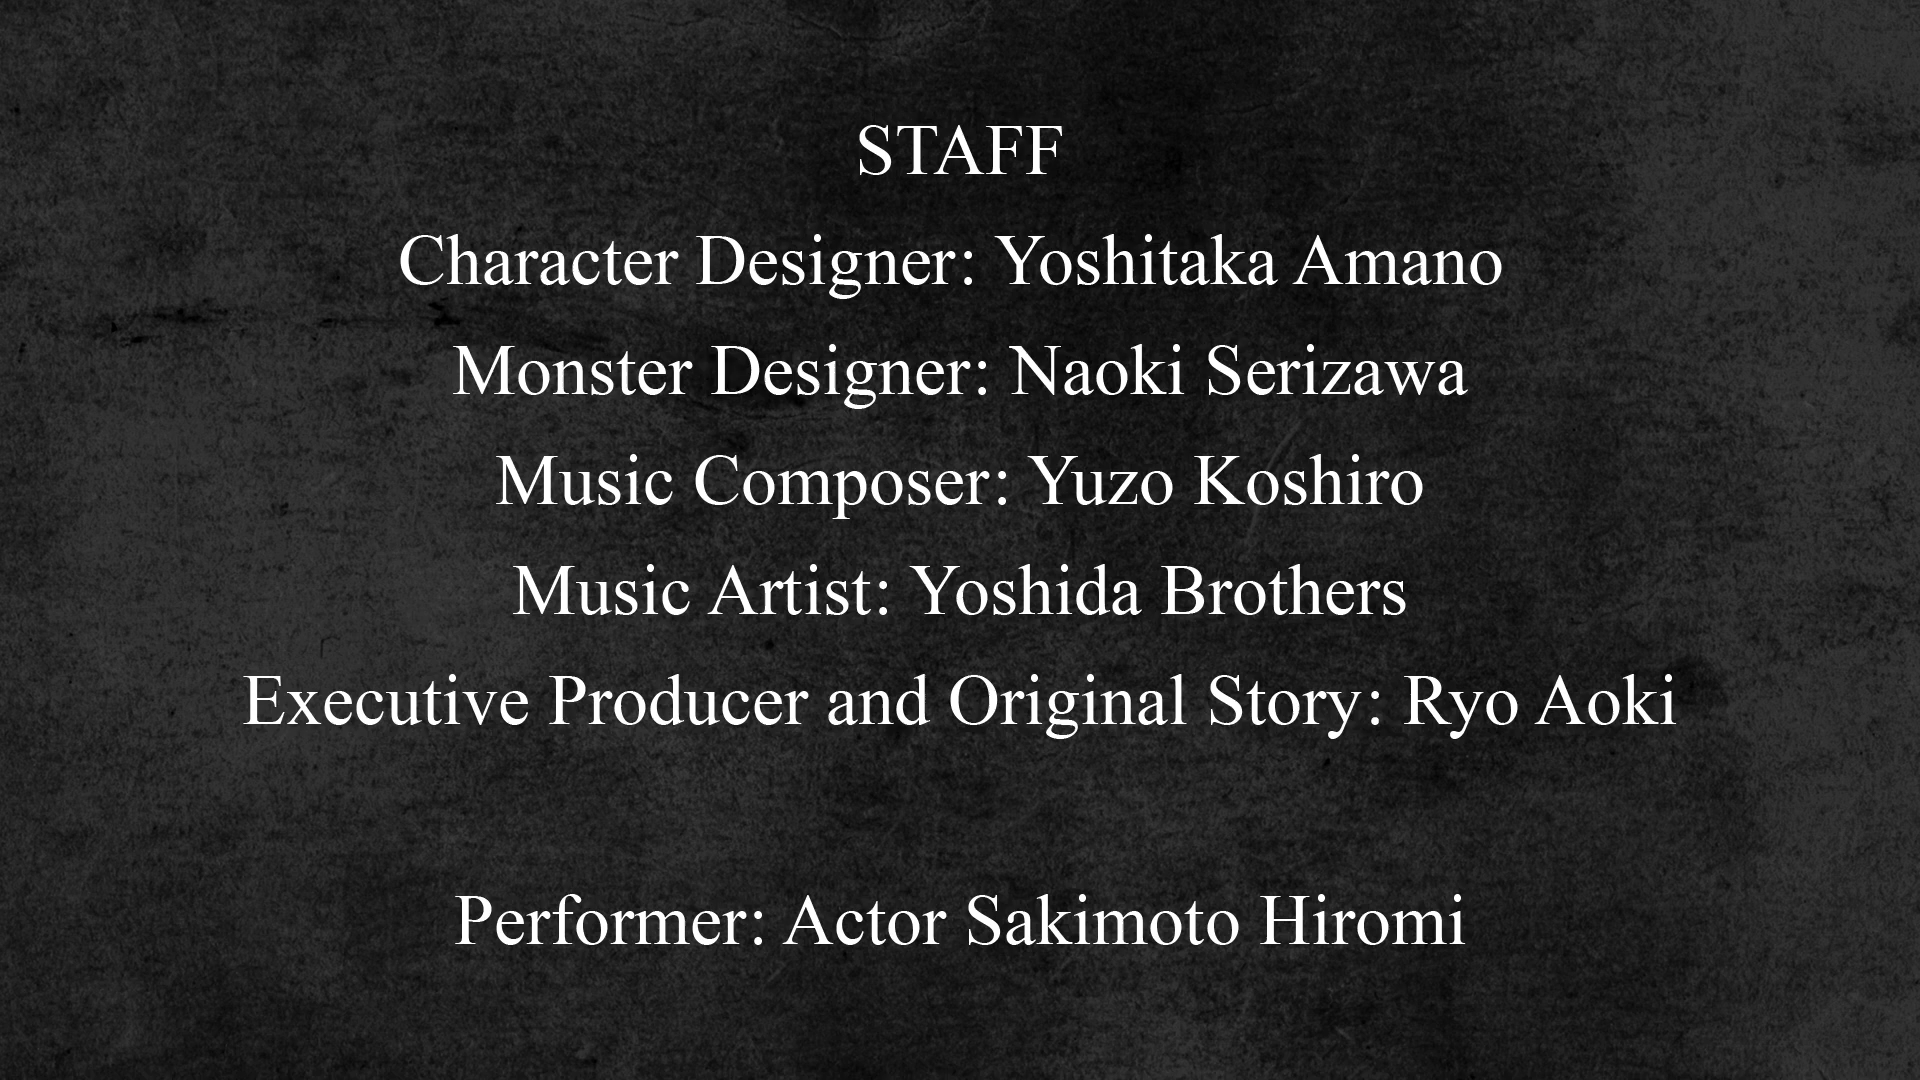 STAFF
Character Designer: Yoshitaka Amano
Monster Designer: Naoki Serizawa
Music Composer: Yuzo Koshiro
Music Artist: Yoshida Brothers
Executive Producer and Original Story: Ryo Aoki
Performer: Actor Sakimoto Hiromi